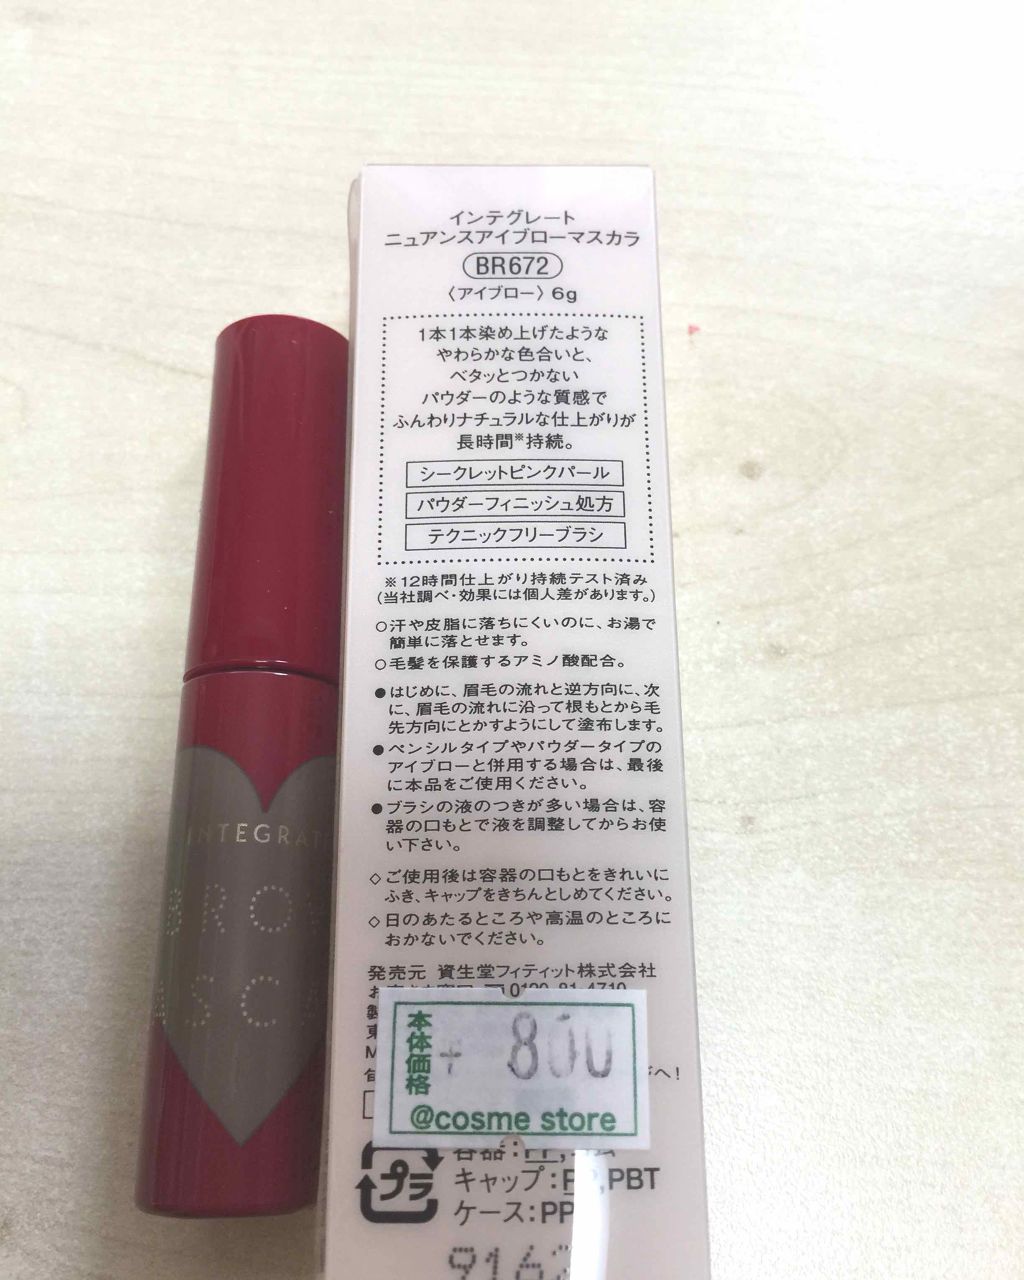 インテグレート
ニュアンスアイブローマスカラ
BR672
〈アイブロー〉6g
1本1本染め上げたような
やわらかな色合いと、
ベタッとつかない
パウダーのような質感で
ふんわりナチュラルな仕上がりが
長時間※持続。
シークレットピンクパール
パウダーフィニッシュ処方
テクニックフリーブラシ
※12時間仕上がり持続テスト済み
(当社調べ・効果には個人差があります。)
○汗や皮脂に落ちにくいのに、お湯で
簡単に落とせます。
○毛髪を保護するアミノ酸配合。
●はじめに、眉毛の流れと逆方向に、次
に、眉毛の流れに沿って根もとから毛
先方向にとかすようにして塗布します。
●ペンシルタイプやパウダータイプの
アイブローと併用する場合は、最後
に本品をご使用ください。
●ブラシの液のつきが多い場合は、容
器の口もとで液を調整してからお使
い下さい。
◇ご使用後は容器の口もとをきれいに
ふき、キャップをきちんとしめてください。
◇日のあたるところや高温のところに
おかないでください。
発売元 資生堂フィティット株式会社
0120-81-4710
本体価格
800
@cosme store
プラ
容器:PP,
キャップ:PP,PBT
ケース:PP
INTEGRAT
BRO
ASCA